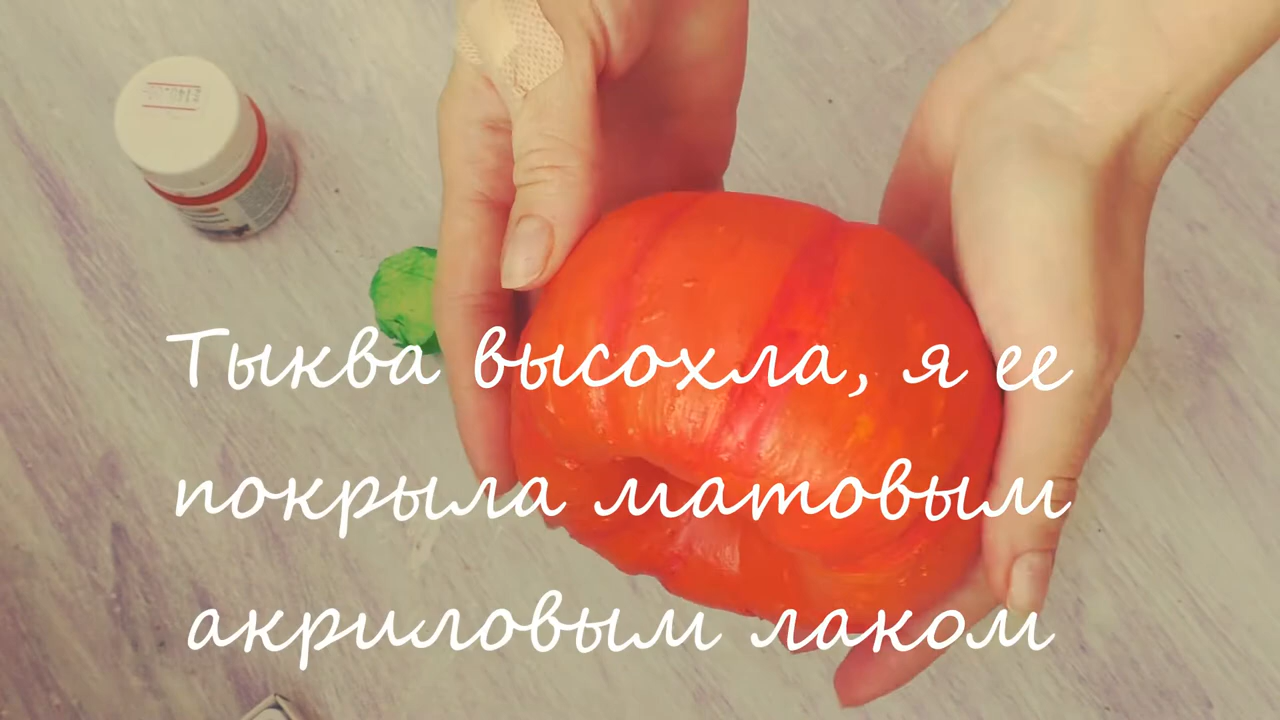 Тыква высохла, я ее
покрыла матовым
акриловым лаком